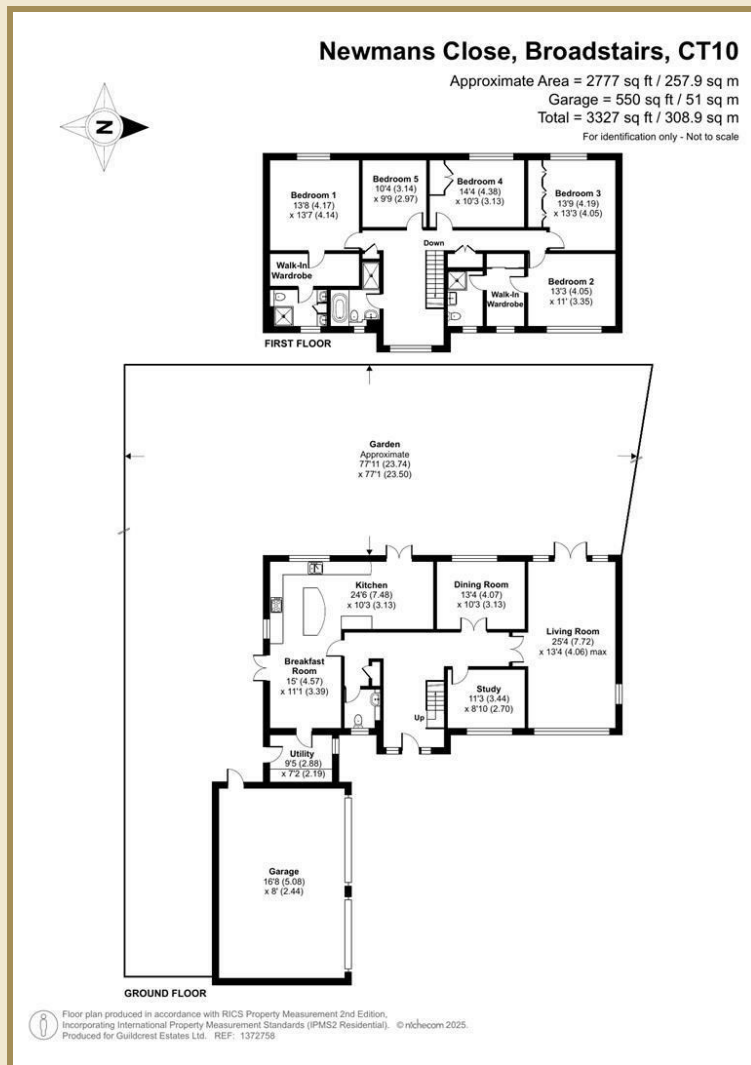 Newmans Close, Broadstairs, CT10
Approximate Area = 2777 sq ft / 257.9 sq m
Garage = 550 sq ft / 51 sq m
Total = 3327 sq ft / 308.9 sq m
For identification only - Not to scale
N
Bedroom 1
13'8 (4.17)
x 13'7 (4.14)
Bedroom 5
10'4 (3.14)
x 9'9 (2.97)
Bedroom 4
14'4 (4.38)
x 10'3 (3.13)
Bedroom 3
13'9 (4.19)
x 13'3 (4.05)
Down
Walk-In
Wardrobe
Walk-In
Wardrobe
Bedroom 2
13'3 (4.05)
x 11' (3.35)
FIRST FLOOR
Garden
Approximate
77'11 (23.74)
x 77'1 (23.50)
Kitchen
24'6 (7.48)
x 10'3 (3.13)
Dining Room
13'4 (4.07)
x 10'3 (3.13)
Living Room
25'4 (7.72)
x 13'4 (4.06) max
Breakfast
Room
15' (4.57)
x 11'1 (3.39)
Study
11'3 (3.44)
x 8'10 (2.70)
Up
Utility
9'5 (2.88)
x 7'2 (2.19)
Garage
16'8 (5.08)
x 8' (2.44)
GROUND FLOOR
Floor plan produced in accordance with RICS Property Measurement 2nd Edition,
Incorporating International Property Measurement Standards (IPMS2 Residential). © nichecom 2025.
Produced for Guildcrest Estates Ltd. REF: 1372758